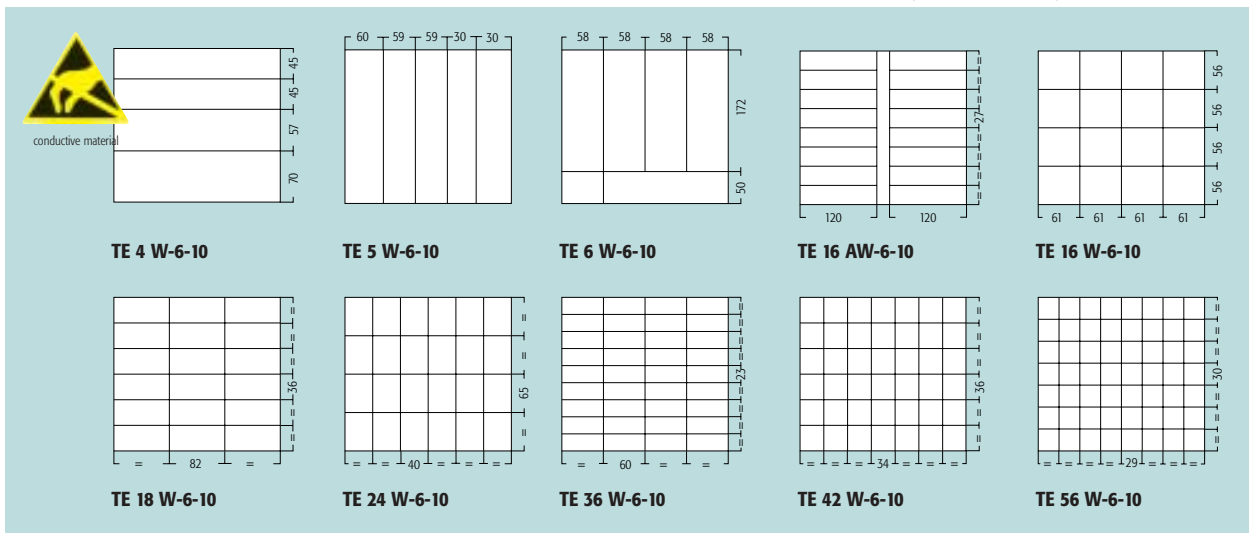 conductive material
45
45
57
70
TE 4 W-6-10
60 59 59 30 30
TE 5 W-6-10
58 58 58 58
172
50
TE 6 W-6-10
= = = = 27 = = =
120 120
TE 16 AW-6-10
56
56
56
56
61 61 61 61
TE 16 W-6-10
= = = 36 = =
= 82 =
TE 18 W-6-10
= = 65 =
= = 40 = = =
TE 24 W-6-10
= = = = 23 = = = =
= 60 = =
TE 36 W-6-10
= = = 36 = =
= = = 34 = = =
TE 42 W-6-10
= = = 30 = = =
= = = = 29 = = =
TE 56 W-6-10